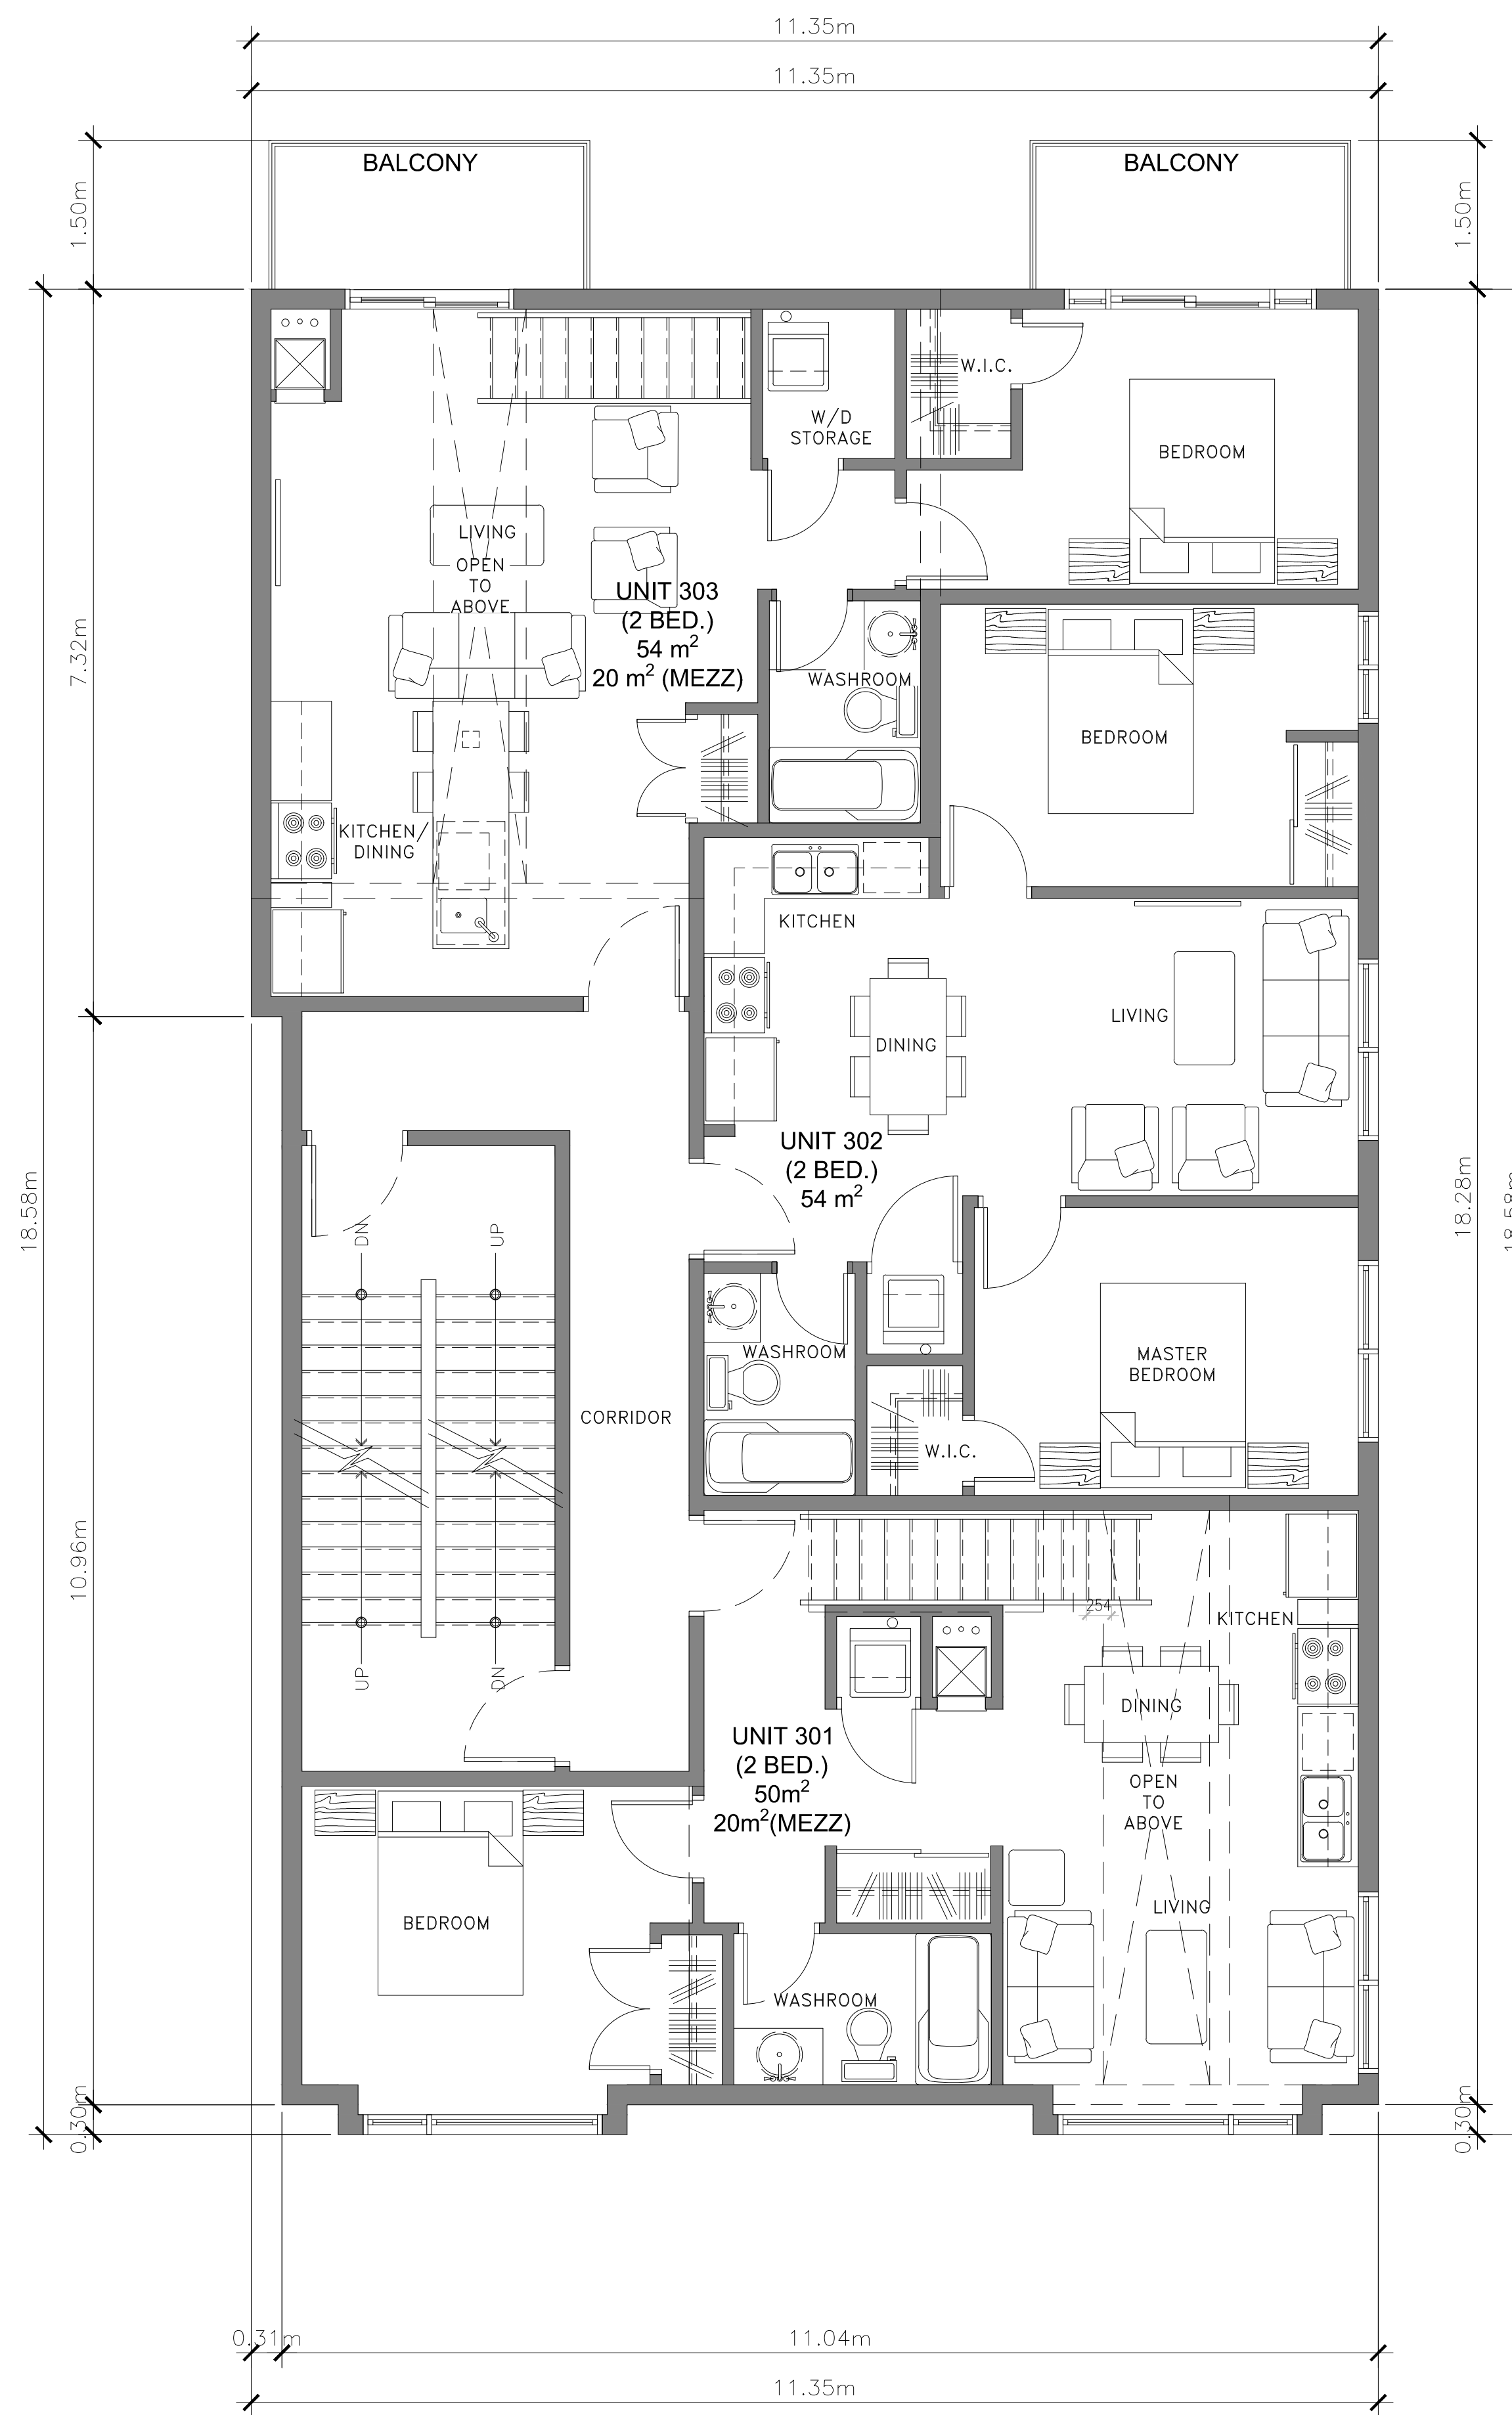 11.35m
11.35m
BALCONY
BALCONY
1.50m
1.50m
W.I.C.
W/D
STORAGE
BEDROOM
LIVING
OPEN
TO
ABOVE
UNIT 303
(2 BED.)
54 m²
20 m² (MEZZ)
7.32m
WASHROOM
BEDROOM
KITCHEN/
DINING
KITCHEN
LIVING
DINING
UNIT 302
(2 BED.)
54 m²
18.58m
18.28m
18.58m
DN
UP
WASHROOM
MASTER
BEDROOM
CORRIDOR
W.I.C.
10.96m
254
KITCHEN
UP
DN
DINING
UNIT 301
(2 BED.)
50m²
20m²(MEZZ)
OPEN
TO
ABOVE
LIVING
BEDROOM
WASHROOM
0.30m
0.30m
0.31m
11.04m
11.35m